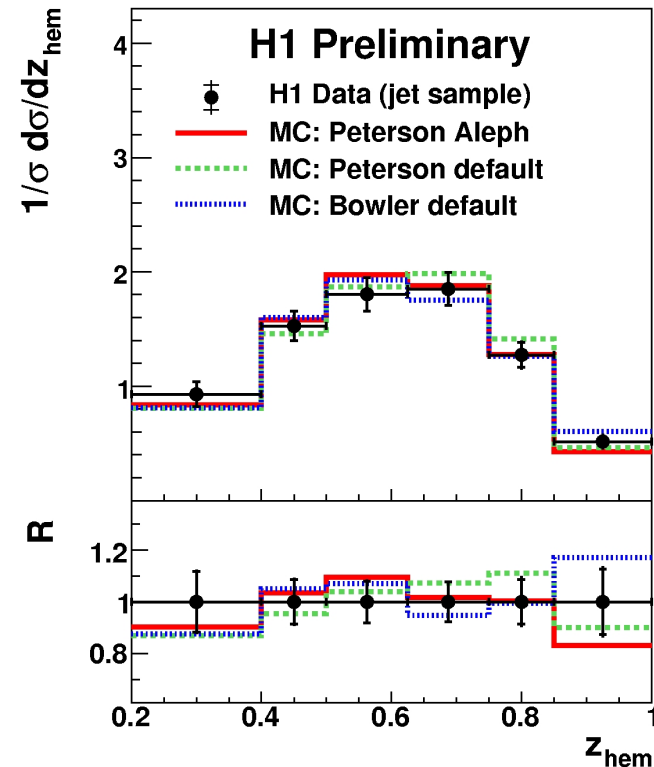 H1 Preliminary
H1 Data (jet sample)
MC: Peterson Aleph
MC: Peterson default
MC: Bowler default
1/σ dσ/dz_hem
4
3
2
1
R
1.2
1
0.8
0.2 0.4 0.6 0.8 1
z_hem